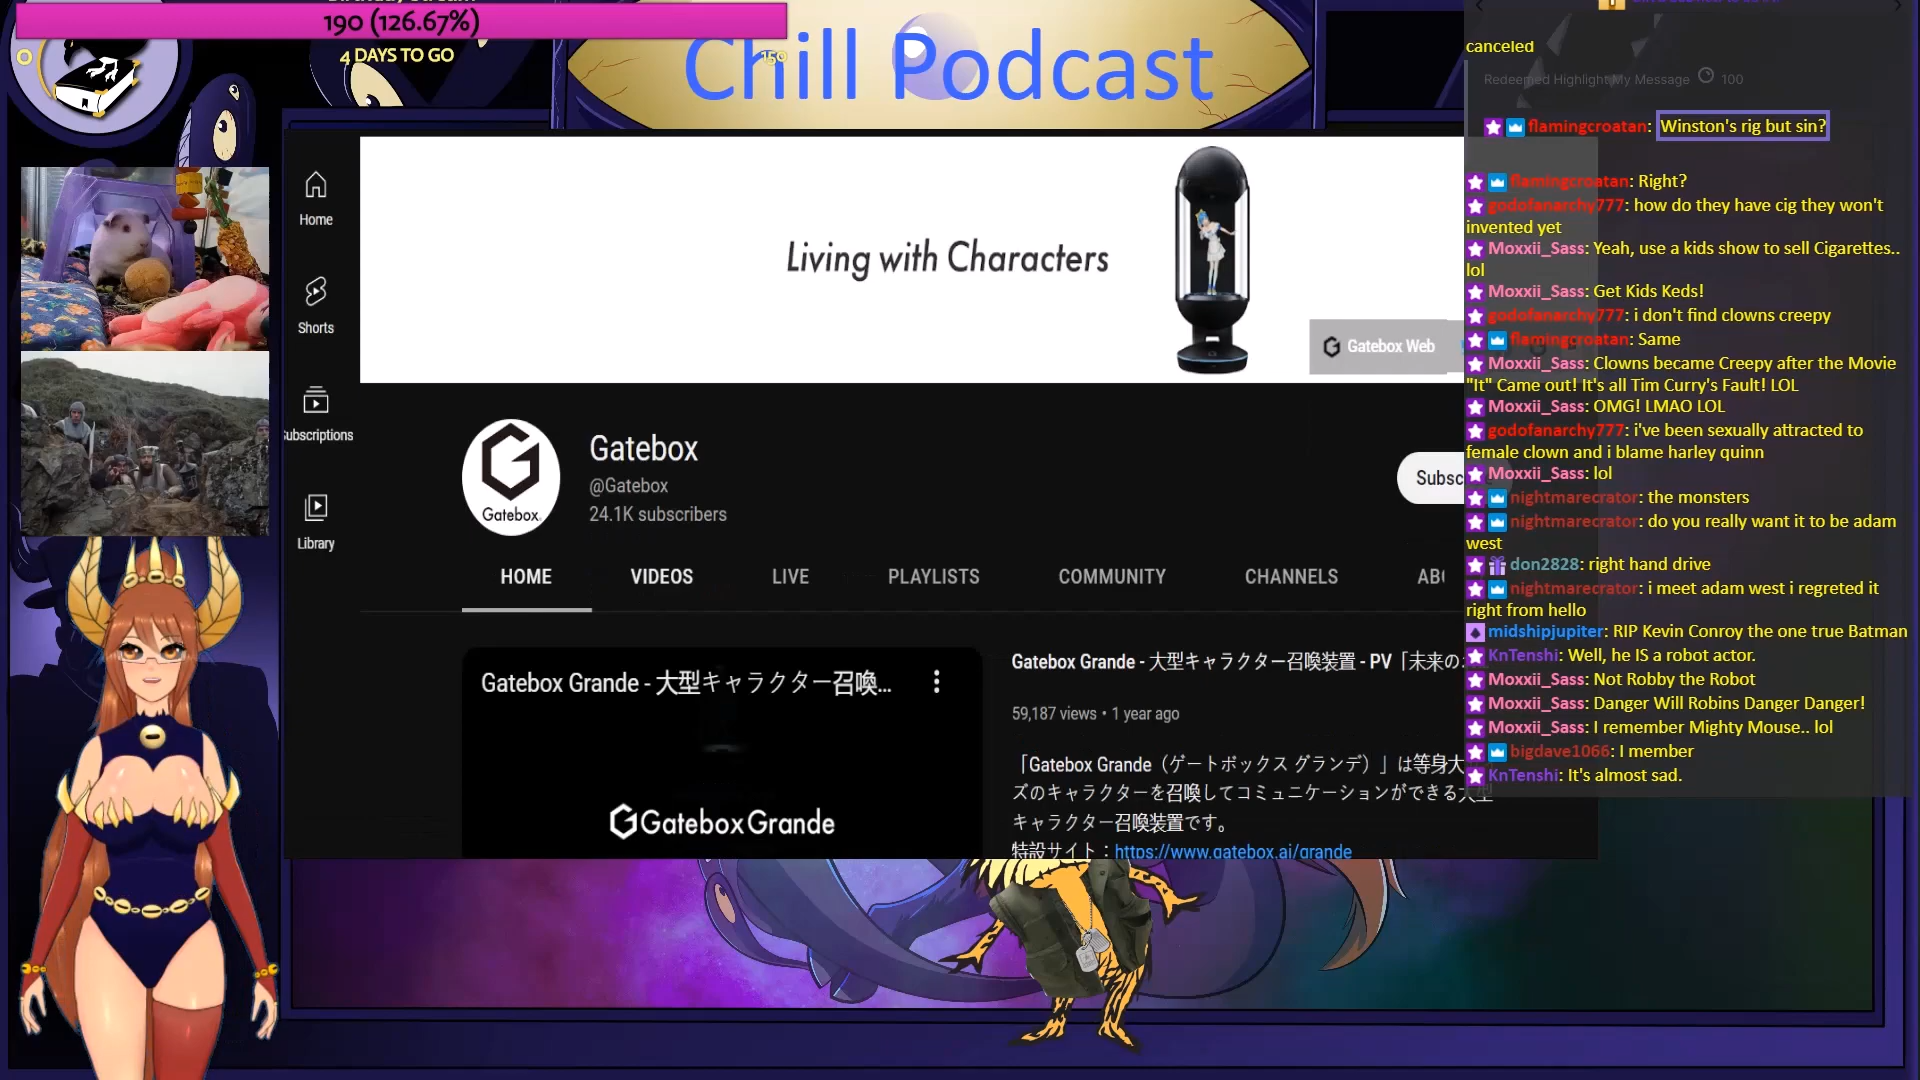 190 (126.67%)
4 DAYS TO GO
150
Chill Podcast
Home
Shorts
Subscriptions
Library
Living with Characters
Gatebox Web
Gatebox
@Gatebox
24.1K subscribers
Gatebox.
Subsc
HOME VIDEOS LIVE PLAYLISTS COMMUNITY CHANNELS
Gatebox Grande - 大型キャラクター召喚...
Gatebox Grande
Gatebox Grande - 大型キャラクター召喚装置 - PV「未来の
59,187 views • 1 year ago
「Gatebox Grande（ゲートボックス グランデ）」は等身大
ズのキャラクターを召喚してコミュニケーションができる大型
キャラクター召喚装置です。
特設サイト：https://www.gatebox.ai/grande
canceled
Redeemed Highlight My Message 100
flamingcroatan: Winston's rig but sin?
flamingcroatan: Right?
godofanarchy777: how do they have cig they won't
invented yet
Moxxii_Sass: Yeah, use a kids show to sell Cigarettes..
lol
Moxxii_Sass: Get Kids Keds!
godofanarchy777: i don't find clowns creepy
flamingcroatan: Same
Moxxii_Sass: Clowns became Creepy after the Movie
"It" Came out! It's all Tim Curry's Fault! LOL
Moxxii_Sass: OMG! LMAO LOL
godofanarchy777: i've been sexually attracted to
female clown and i blame harley quinn
Moxxii_Sass: lol
nightmarecrator: the monsters
nightmarecrator: do you really want it to be adam
west
don2828: right hand drive
nightmarecrator: i meet adam west i regreted it
right from hello
midshipjupiter: RIP Kevin Conroy the one true Batman
KnTenshi: Well, he IS a robot actor.
Moxxii_Sass: Not Robby the Robot
Moxxii_Sass: Danger Will Robins Danger Danger!
Moxxii_Sass: I remember Mighty Mouse.. lol
bigdave1066: I member
KnTenshi: It's almost sad.